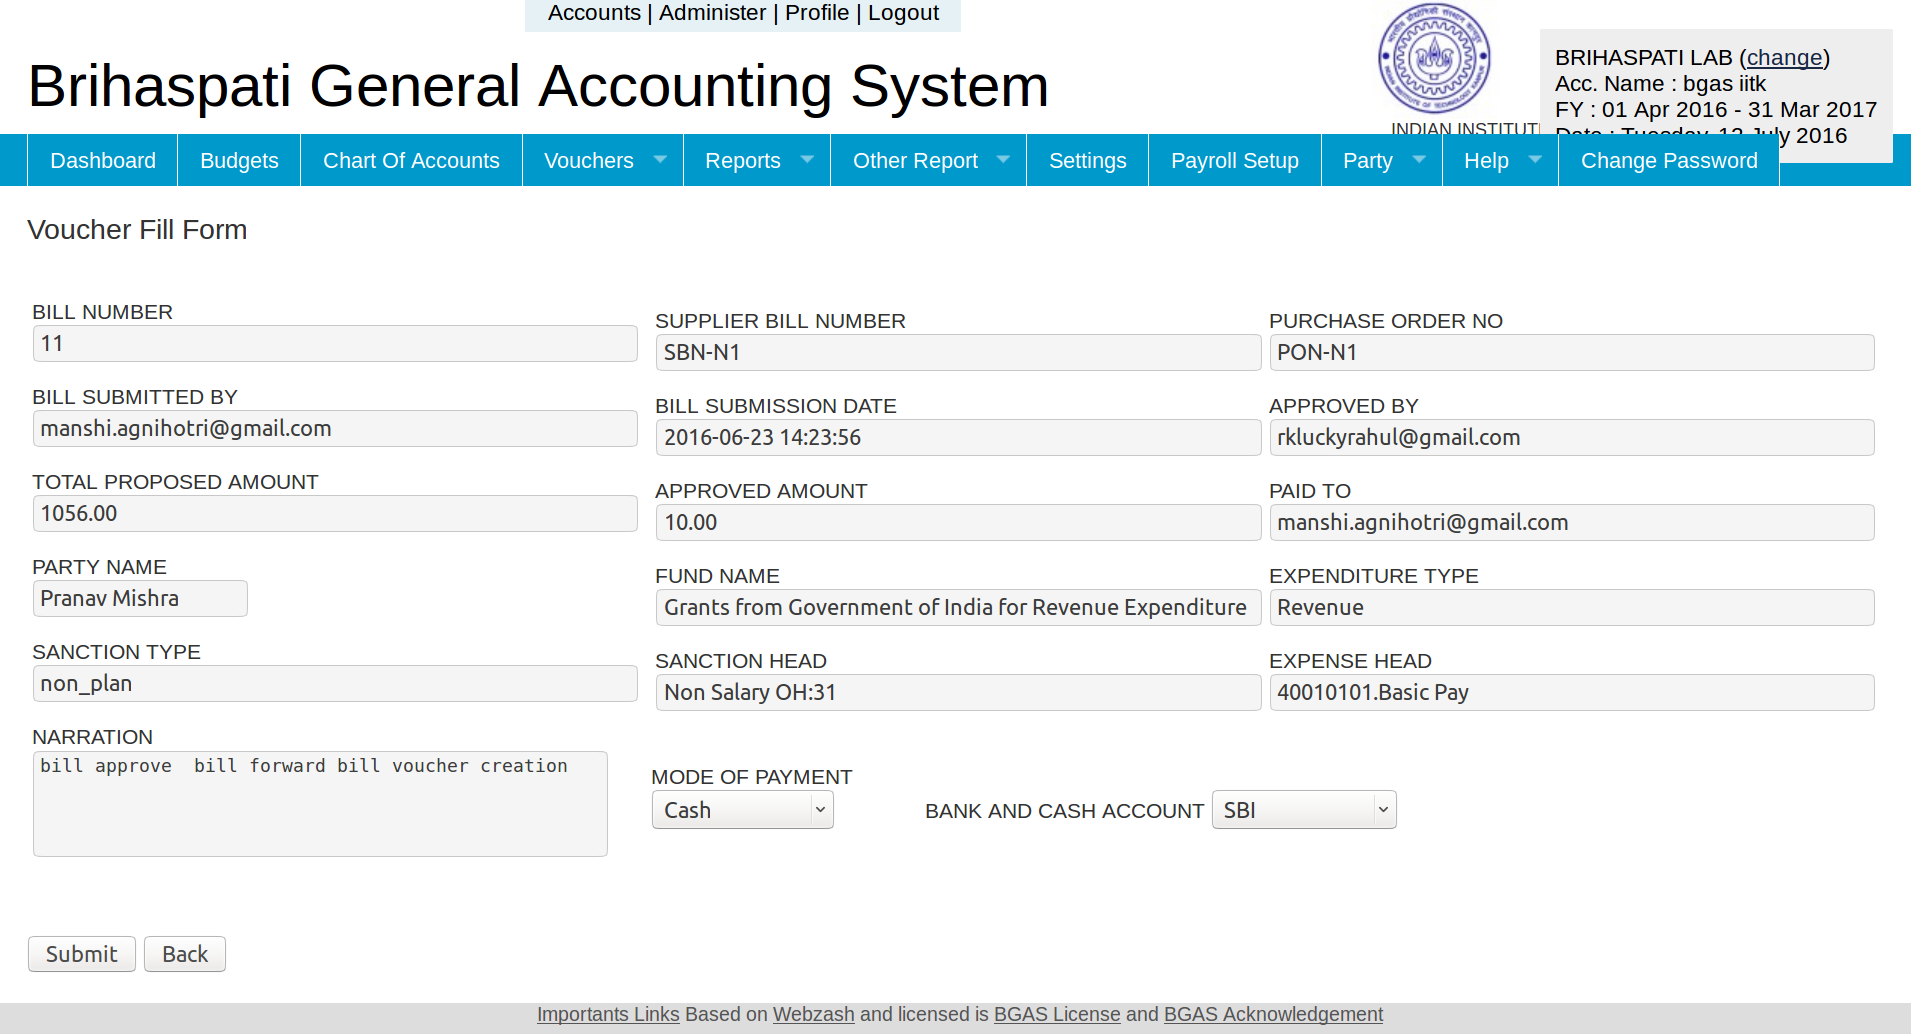 Accounts | Administer | Profile | Logout
Brihaspati General Accounting System
INDIAN INSTITUT
BRIHASPATI LAB (change)
Acc. Name : bgas iitk
FY : 01 Apr 2016 - 31 Mar 2017
Date : Tuesday, 12 July 2016
Dashboard
Budgets
Chart Of Accounts
Vouchers
Reports
Other Report
Settings
Payroll Setup
Party
Help
Change Password
Voucher Fill Form
BILL NUMBER
11
SUPPLIER BILL NUMBER
SBN-N1
PURCHASE ORDER NO
PON-N1
BILL SUBMITTED BY
manshi.agnihotri@gmail.com
BILL SUBMISSION DATE
2016-06-23 14:23:56
APPROVED BY
rkluckyrahul@gmail.com
TOTAL PROPOSED AMOUNT
1056.00
APPROVED AMOUNT
10.00
PAID TO
manshi.agnihotri@gmail.com
PARTY NAME
Pranav Mishra
FUND NAME
Grants from Government of India for Revenue Expenditure
EXPENDITURE TYPE
Revenue
SANCTION TYPE
non_plan
SANCTION HEAD
Non Salary OH:31
EXPENSE HEAD
40010101.Basic Pay
NARRATION
bill approve  bill forward bill voucher creation
MODE OF PAYMENT
Cash
BANK AND CASH ACCOUNT SBI
Submit
Back
Importants Links Based on Webzash and licensed is BGAS License and BGAS Acknowledgement